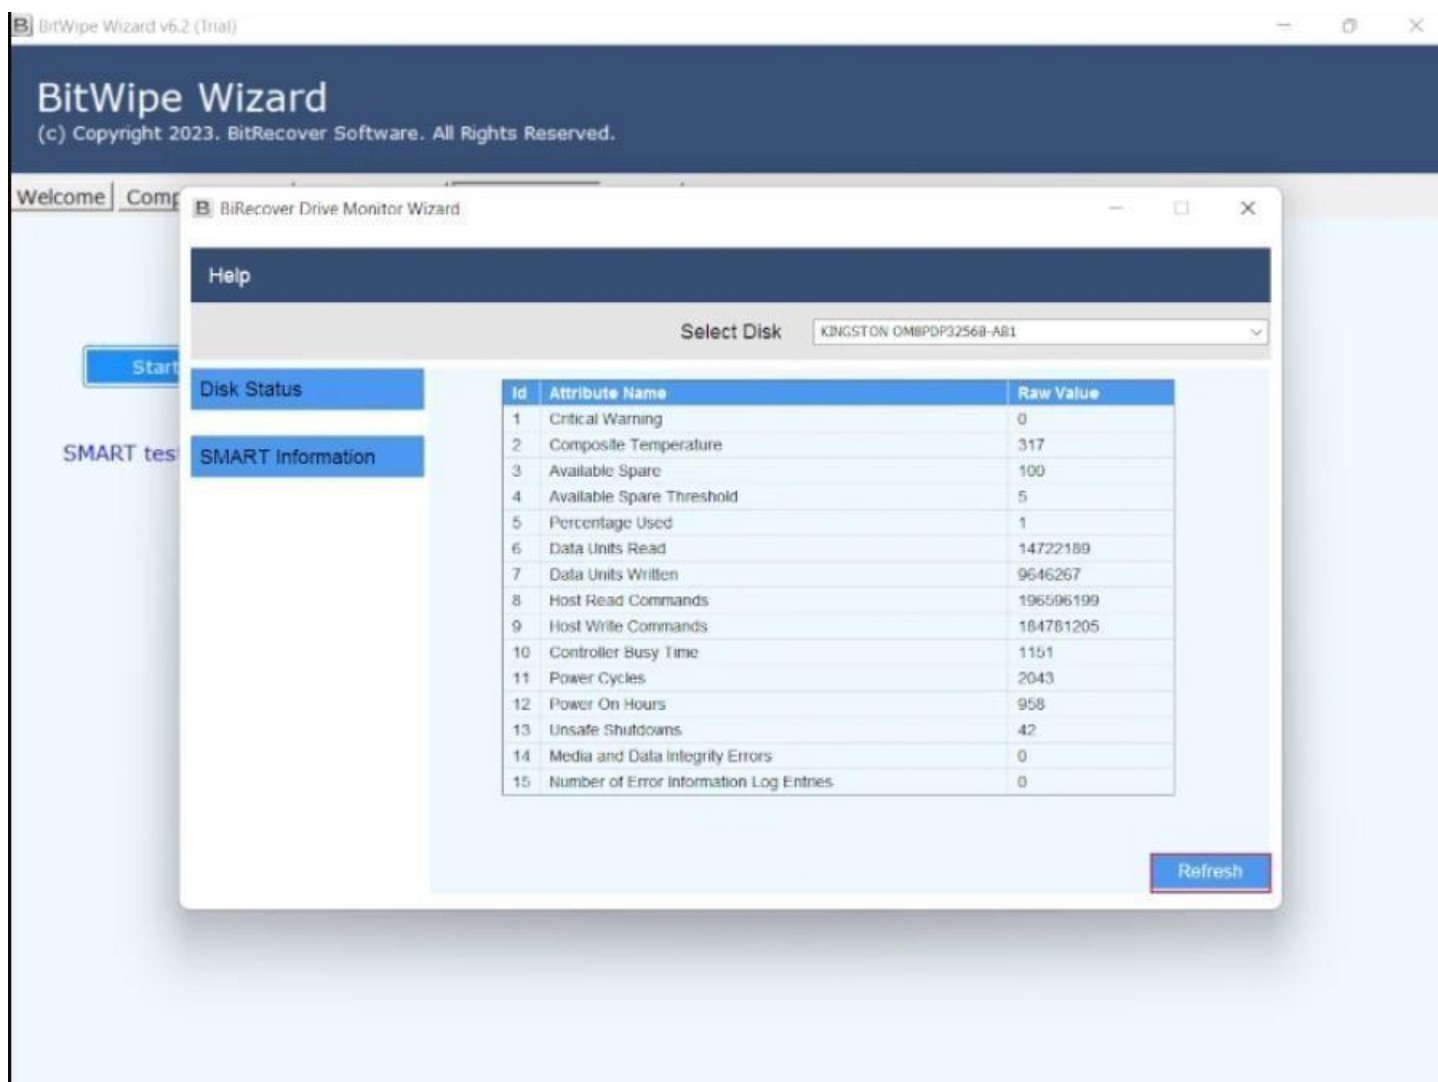 BitWipe Wizard v6.2 (Trial)
BitWipe Wizard
(c) Copyright 2023. BitRecover Software. All Rights Reserved.
Welcome Comp
BiRecover Drive Monitor Wizard
Help
Select Disk KINGSTON OM8PDP3256B-AB1
Start
Disk Status
SMART tes
SMART Information
Id Attribute Name Raw Value
1 Critical Warning 0
2 Composite Temperature 317
3 Available Spare 100
4 Available Spare Threshold 5
5 Percentage Used 1
6 Data Units Read 14722189
7 Data Units Written 9646267
8 Host Read Commands 196596199
9 Host Write Commands 184781205
10 Controller Busy Time 1151
11 Power Cycles 2043
12 Power On Hours 958
13 Unsafe Shutdowns 42
14 Media and Data Integrity Errors 0
15 Number of Error Information Log Entries 0
Refresh